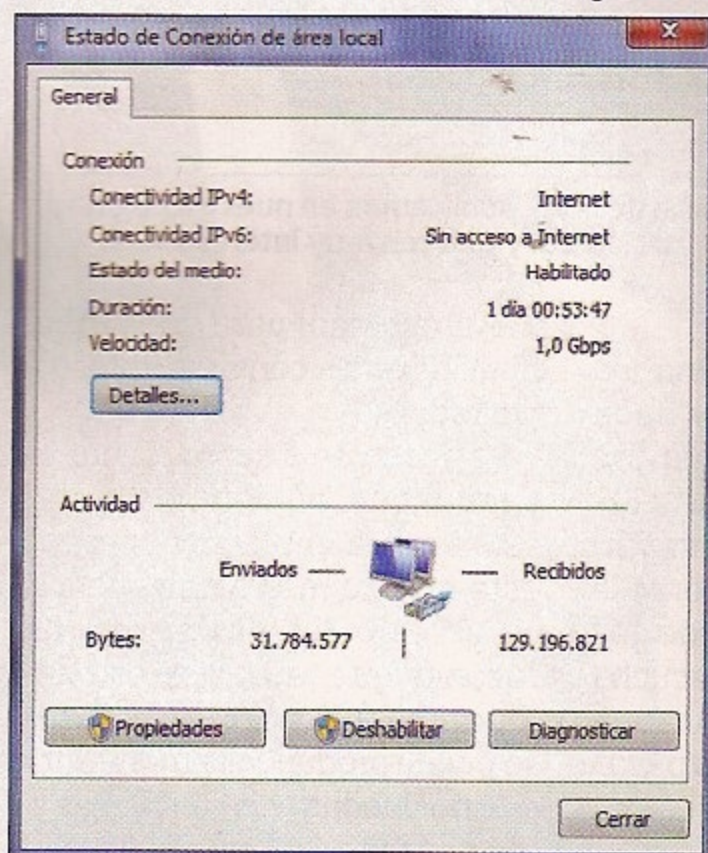 Estado de Conexión de área local
General
Conexión
Conectividad IPv4: Internet
Conectividad IPv6: Sin acceso a Internet
Estado del medio: Habilitado
Duración: 1 día 00:53:47
Velocidad: 1,0 Gbps
Detalles...
Actividad
Enviados Recibidos
Bytes: 31.784.577 129.196.821
Propiedades Deshabilitar Diagnosticar
Cerrar